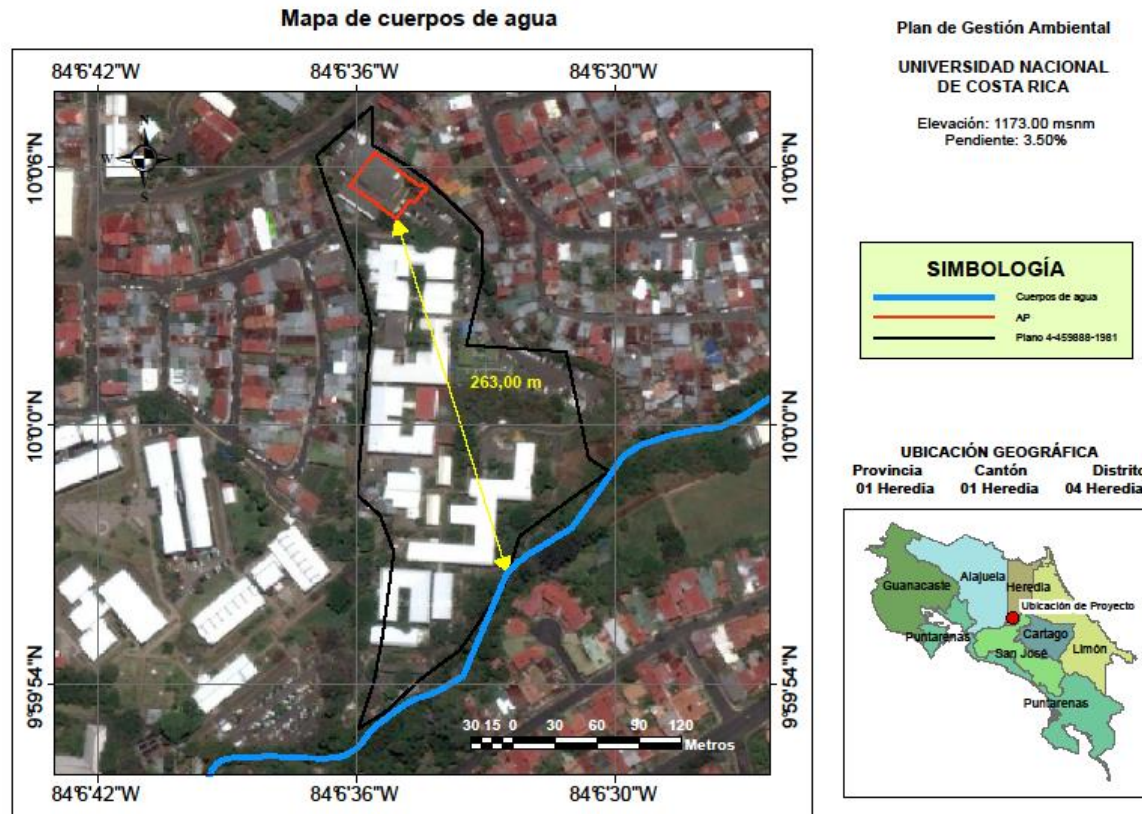 Mapa de cuerpos de agua
84°6'42"W 84°6'36"W 84°6'30"W
10°0'6"N
10°0'0"N
9°59'54"N
10°0'6"N
10°0'0"N
9°59'54"N
N
W E
S
263,00 m
30 15 0 30 60 90 120
Metros
84°6'42"W 84°6'36"W 84°6'30"W
Plan de Gestión Ambiental
UNIVERSIDAD NACIONAL
DE COSTA RICA
Elevación: 1173.00 msnm
Pendiente: 3.50%
SIMBOLOGÍA
Cuerpos de agua
AP
Plano 4-459888-1981
UBICACIÓN GEOGRÁFICA
Provincia Cantón Distrito
01 Heredia 01 Heredia 04 Heredia
Guanacaste
Alajuela
Heredia
Ubicación de Proyecto
Puntarenas
Cartago
San José
Limón
Puntarenas